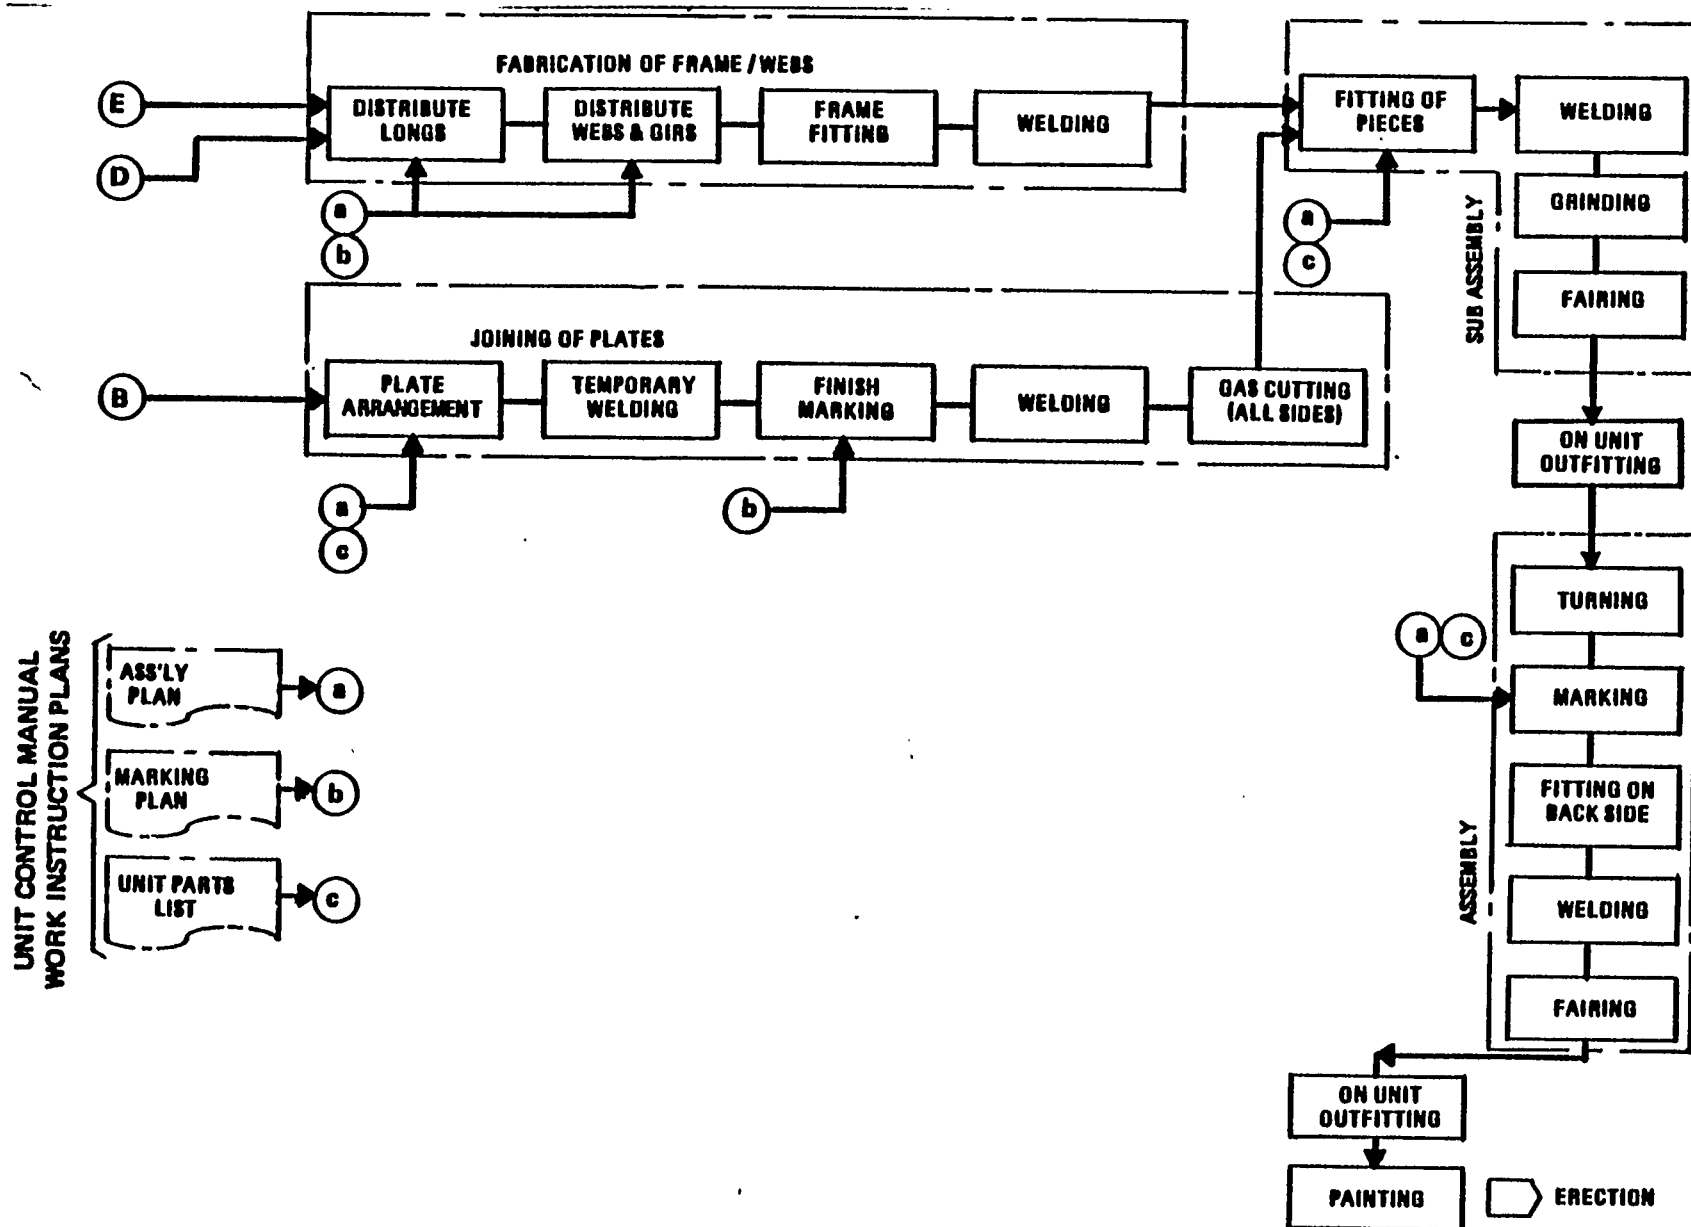 FABRICATION OF FRAME/WEBS
E
D
DISTRIBUTE
LONGS
DISTRIBUTE
WEBS & GIRS
FRAME
FITTING
WELDING
a
b
FITTING OF
PIECES
WELDING
GRINDING
FAIRING
SUB ASSEMBLY
a
c
JOINING OF PLATES
B
PLATE
ARRANGEMENT
TEMPORARY
WELDING
FINISH
MARKING
WELDING
GAS CUTTING
(ALL SIDES)
a
c
b
ON UNIT
OUTFITTING
TURNING
MARKING
FITTING ON
BACK SIDE
WELDING
FAIRING
ASSEMBLY
a c
UNIT CONTROL MANUAL
WORK INSTRUCTION PLANS
ASS'LY
PLAN
a
MARKING
PLAN
b
UNIT PARTS
LIST
c
ON UNIT
OUTFITTING
PAINTING
ERECTION